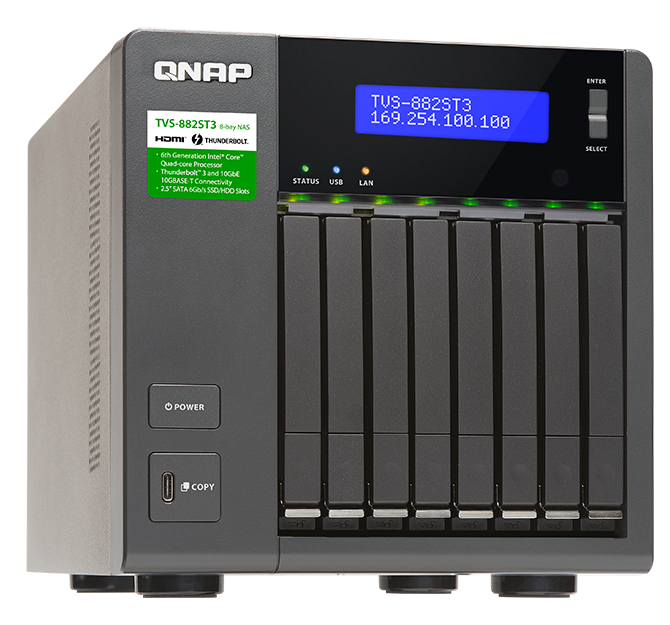 QNAP
TVS-882ST3 8-bay NAS
HDMI THUNDERBOLT™
• 6th Generation Intel® Core™
Quad-core Processor
• Thunderbolt™ 3 and 10GbE
10GBASE-T Connectivity
• 2.5" SATA 6Gb/s SSD/HDD Slots
TVS-882ST3
169.254.100.100
ENTER
SELECT
STATUS USB LAN
POWER
COPY